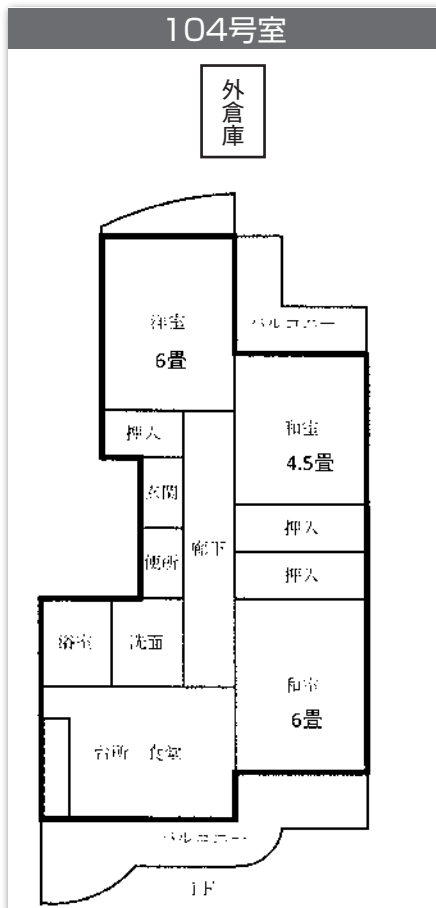 104号室
外倉庫
洋室
6畳
バルコニー
押入
和室
4.5畳
玄関
廊下
押入
便所
押入
浴室
洗面
和室
6畳
台所 食堂
バルコニー
1F